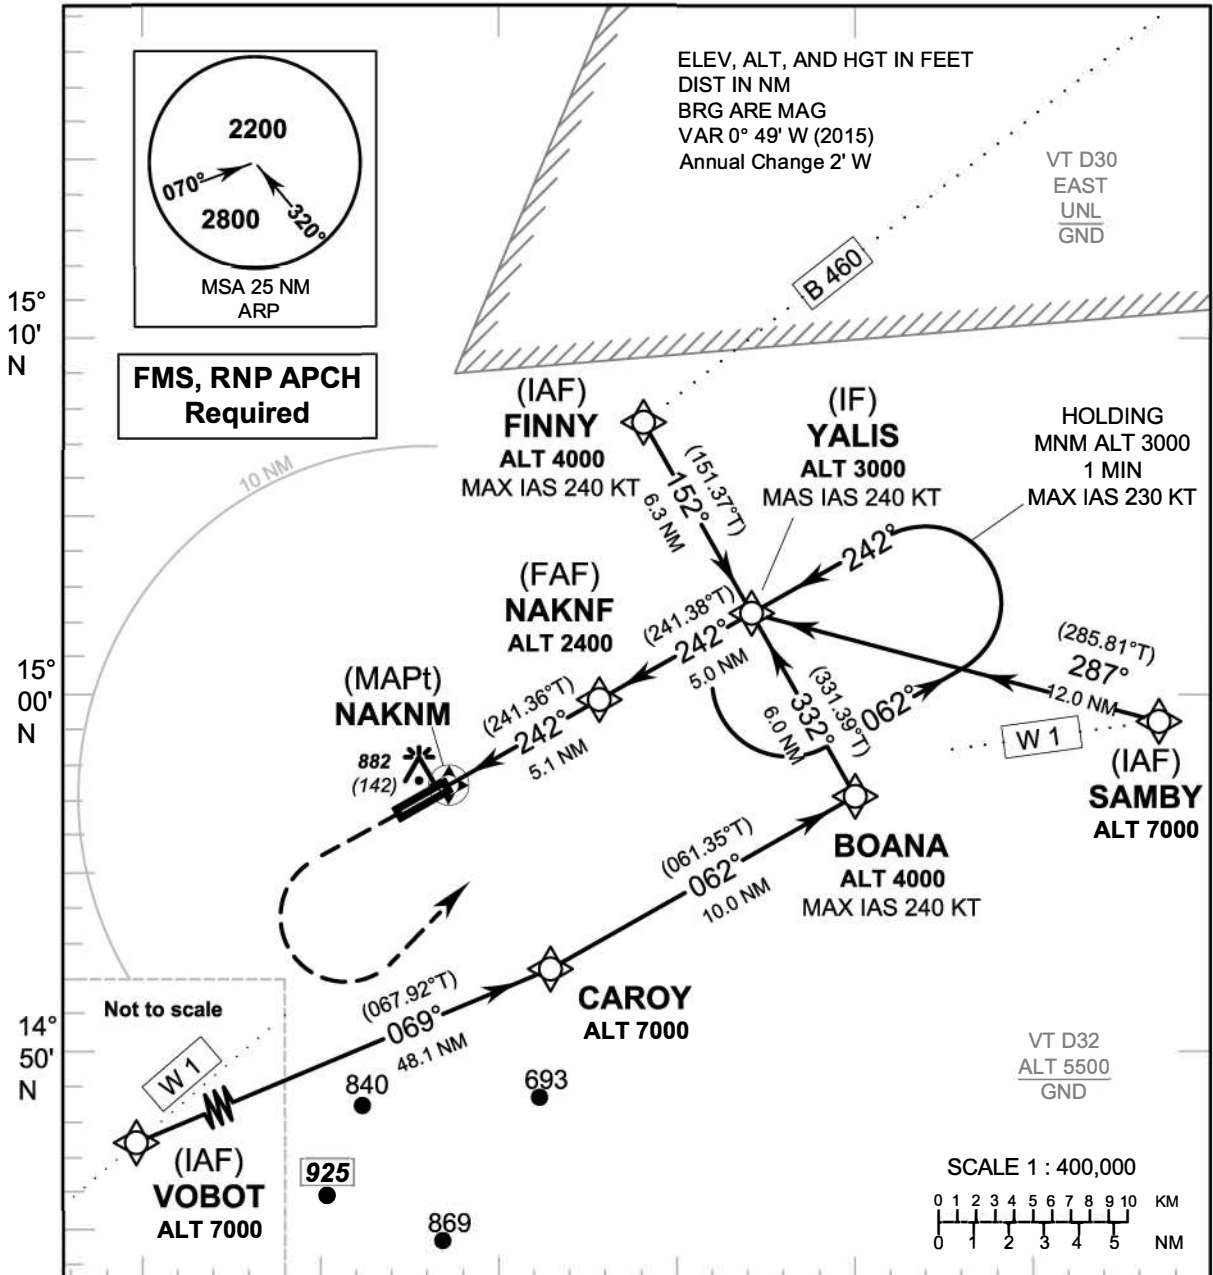 ELEV, ALT, AND HGT IN FEET
DIST IN NM
BRG ARE MAG
VAR 0° 49' W (2015)
Annual Change 2' W
2200
070°
2800
320°
MSA 25 NM
ARP
VT D30
EAST
UNL
GND
B 460
15°
10'
N
FMS, RNP APCH
Required
10 NM
(IAF)
FINNY
ALT 4000
MAX IAS 240 KT
(151.37°T)
152°
6.3 NM
(IF)
YALIS
ALT 3000
MAS IAS 240 KT
HOLDING
MNM ALT 3000
1 MIN
MAX IAS 230 KT
242°
(FAF)
NAKNF
ALT 2400
(241.38°T)
242°
5.0 NM
(285.81°T)
287°
12.0 NM
15°
00'
N
(MAPt)
NAKNM
(241.36°T)
242°
5.1 NM
(331.39°T)
332°
6.0 NM
062°
W 1
882
(142)
(IAF)
SAMBY
ALT 7000
BOANA
ALT 4000
MAX IAS 240 KT
(061.35°T)
062°
10.0 NM
CAROY
ALT 7000
(067.92°T)
069°
48.1 NM
Not to scale
W 1
14°
50'
N
VT D32
ALT 5500
GND
840
693
(IAF)
VOBOT
ALT 7000
925
869
SCALE 1 : 400,000
0 1 2 3 4 5 6 7 8 9 10 KM
0 1 2 3 4 5 NM